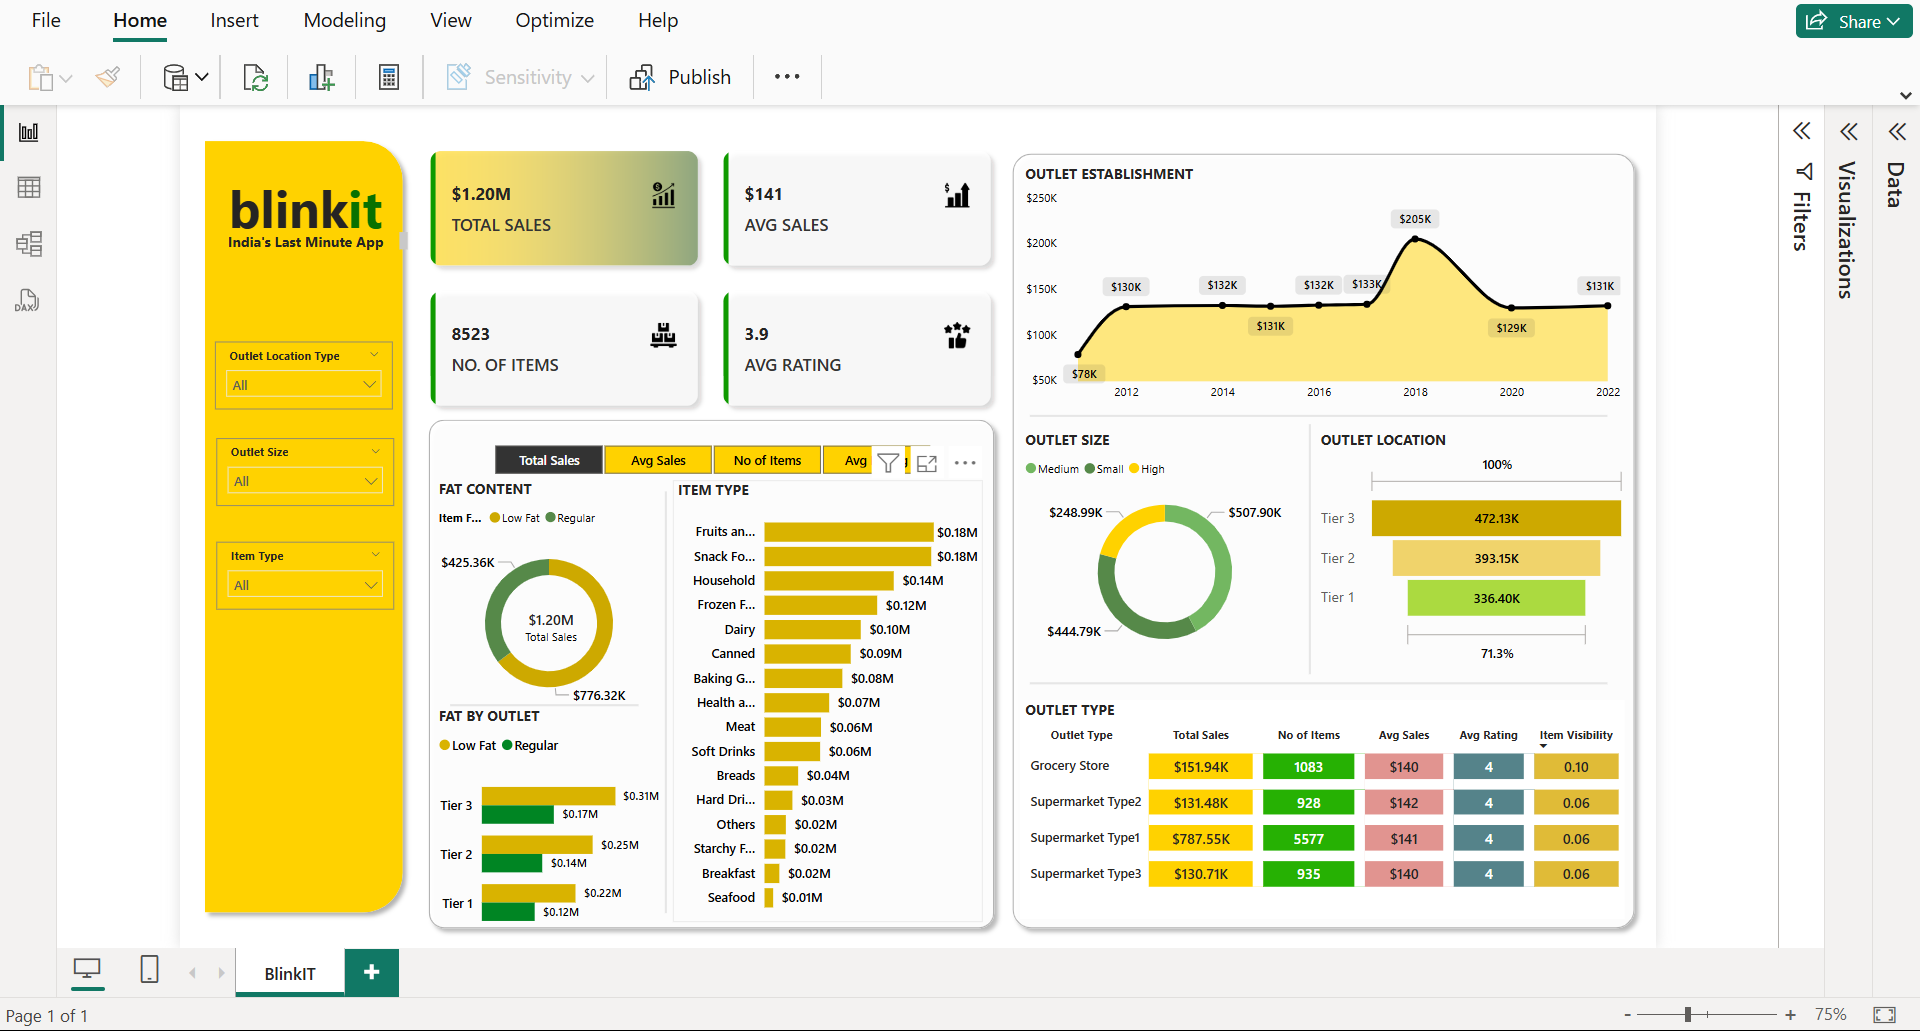 File Home Insert Modeling View Optimize Help
Share
Sensitivity
Publish
DAX
Filters
Visualizations
Data
blinkit
India's Last Minute App
Outlet Location Type
All
Outlet Size
All
Item Type
All
$1.20M
TOTAL SALES
$141
AVG SALES
8523
NO. OF ITEMS
3.9
AVG RATING
Total Sales Avg Sales No of Items Avg
FAT CONTENT
Item F... Low Fat Regular
$425.36K
$1.20M
Total Sales
$776.32K
FAT BY OUTLET
Low Fat Regular
Tier 3 $0.31M
$0.17M
Tier 2 $0.25M
$0.14M
Tier 1 $0.22M
$0.12M
ITEM TYPE
Fruits an... $0.18M
Snack Fo... $0.18M
Household $0.14M
Frozen F... $0.12M
Dairy $0.10M
Canned $0.09M
Baking G... $0.08M
Health a... $0.07M
Meat $0.06M
Soft Drinks $0.06M
Breads $0.04M
Hard Dri... $0.03M
Others $0.02M
Starchy F... $0.02M
Breakfast $0.02M
Seafood $0.01M
OUTLET ESTABLISHMENT
$250K
$200K
$150K
$100K
$50K
$78K $130K $132K $131K $132K $133K $205K $129K $131K
2012 2014 2016 2018 2020 2022
OUTLET SIZE
Medium Small High
$248.99K $507.90K
$444.79K
OUTLET LOCATION
100%
Tier 3 472.13K
Tier 2 393.15K
Tier 1 336.40K
71.3%
OUTLET TYPE
Outlet Type Total Sales No of Items Avg Sales Avg Rating Item Visibility
Grocery Store $151.94K 1083 $140 4 0.10
Supermarket Type2 $131.48K 928 $142 4 0.06
Supermarket Type1 $787.55K 5577 $141 4 0.06
Supermarket Type3 $130.71K 935 $140 4 0.06
BlinkIT
Page 1 of 1
- + 75%